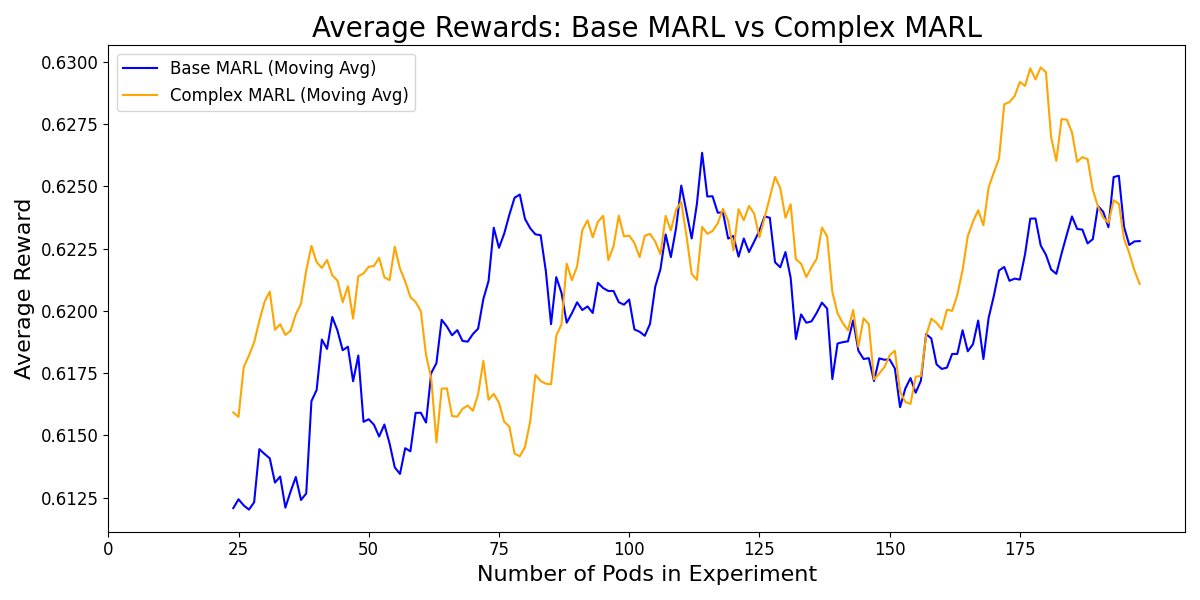 Average Rewards: Base MARL vs Complex MARL
Base MARL (Moving Avg)
Complex MARL (Moving Avg)
Average Reward
0.6300
0.6275
0.6250
0.6225
0.6200
0.6175
0.6150
0.6125
0 25 50 75 100 125 150 175
Number of Pods in Experiment